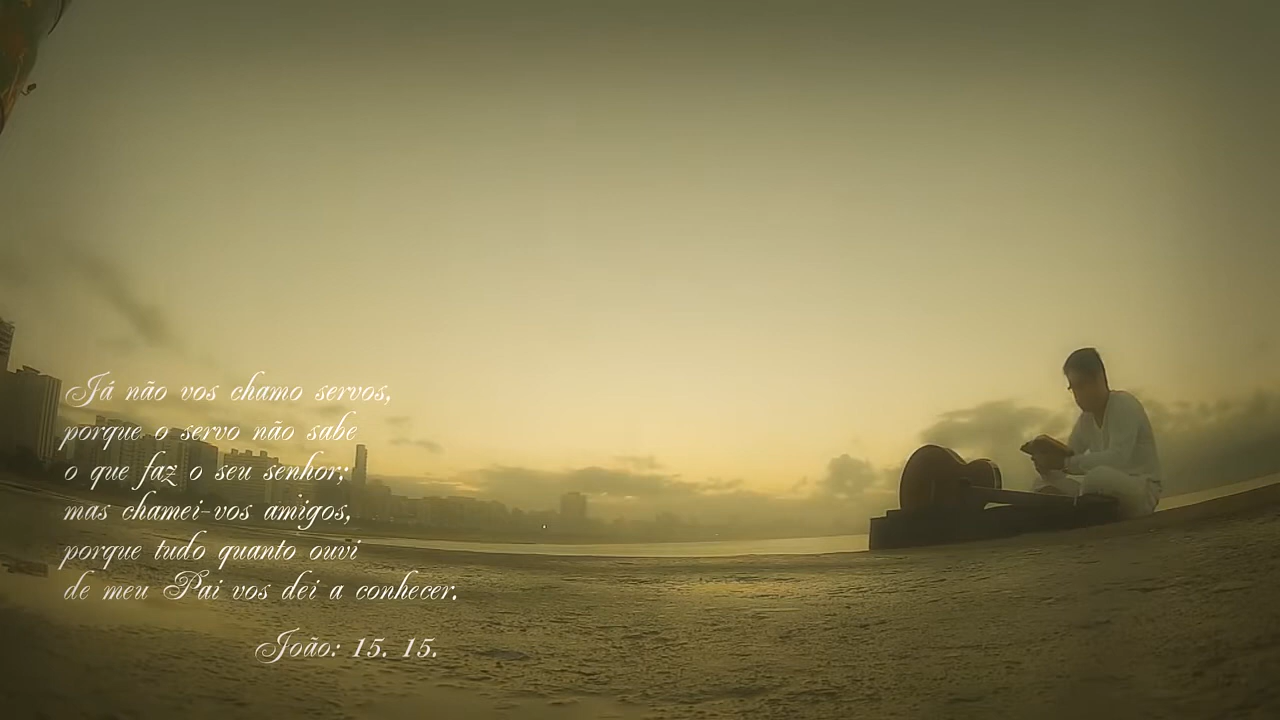 Já não vos chamo servos,
porque o servo não sabe
o que faz o seu senhor;
mas chamei-vos amigos,
porque tudo quanto ouvi
de meu Pai vos dei a conhecer.
João: 15. 15.